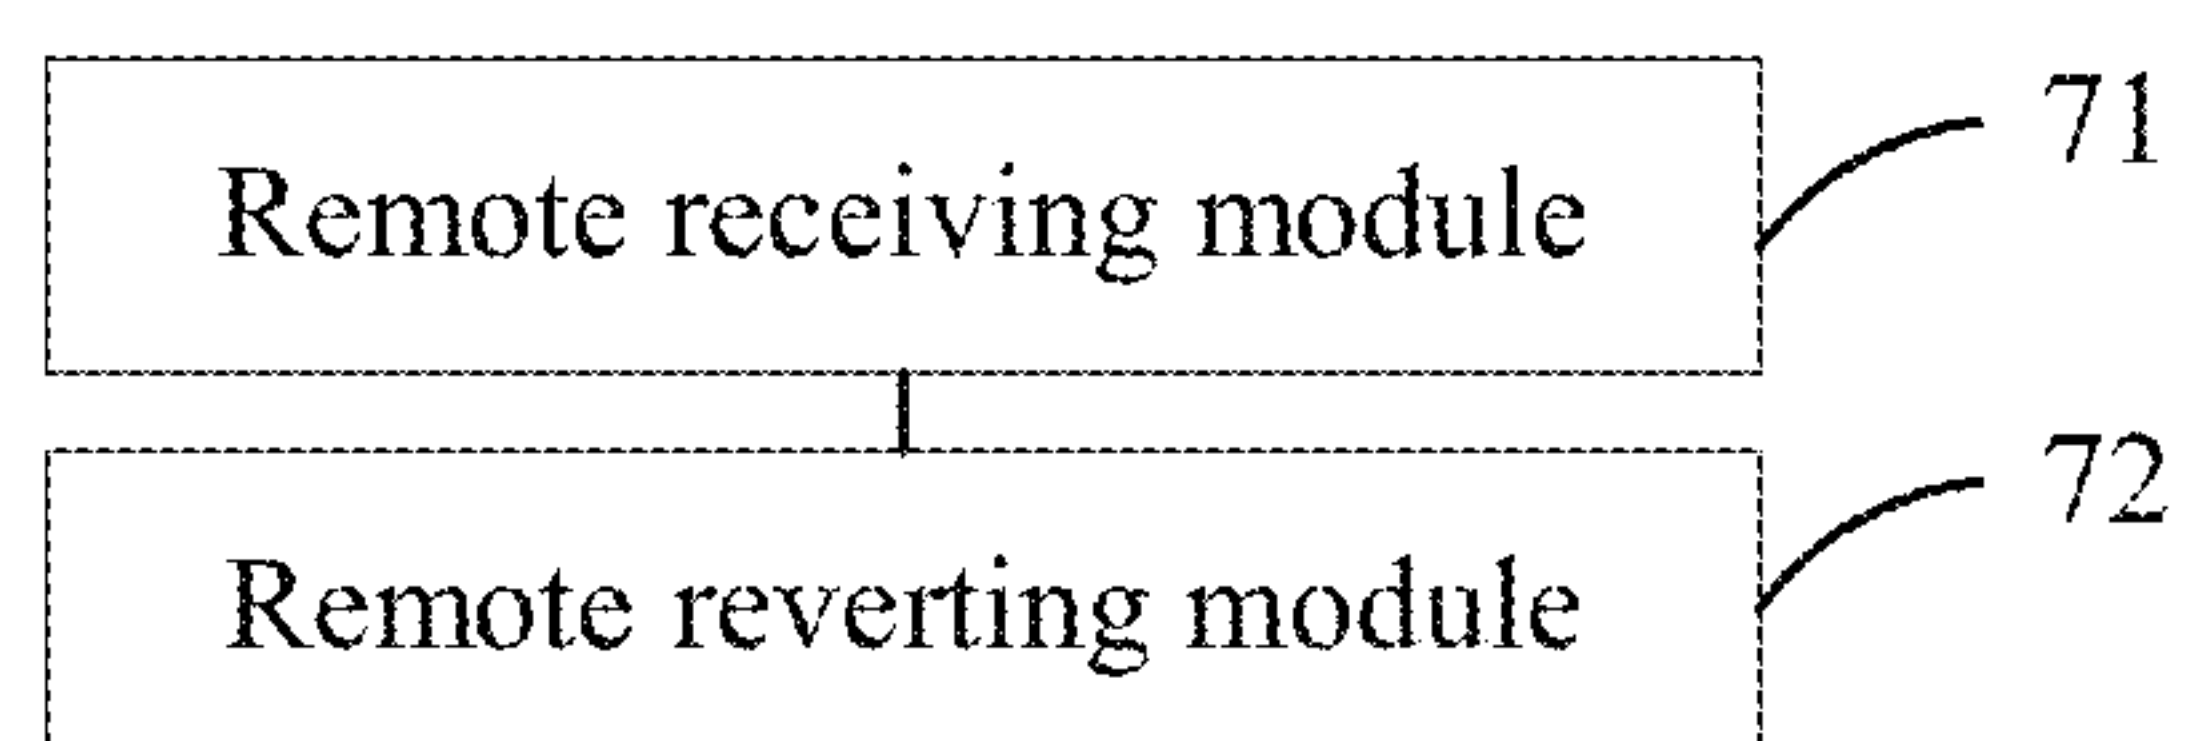 71
Remote receiving module
72
Remote reverting module